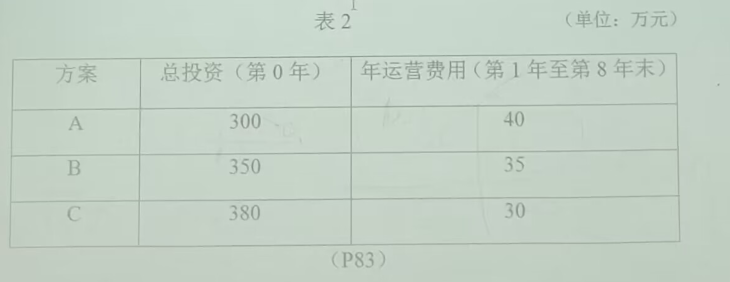 表 2
（单位：万元）
方案 总投资（第 0 年） 年运营费用（第 1 年至第 8 年末）
A 300 40
B 350 35
C 380 30
（P83）